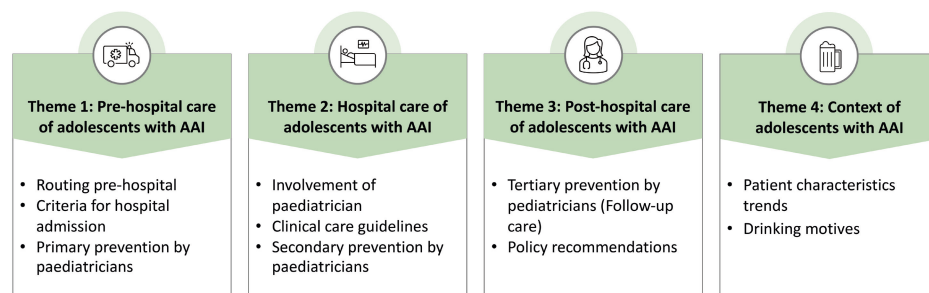 Theme 1: Pre-hospital care
of adolescents with AAI
• Routing pre-hospital
• Criteria for hospital
admission
• Primary prevention by
paediatricians
Theme 2: Hospital care of
adolescents with AAI
• Involvement of
paediatrician
• Clinical care guidelines
• Secondary prevention by
paediatricians
Theme 3: Post-hospital care
of adolescents with AAI
• Tertiary prevention by
pediatricians (Follow-up
care)
• Policy recommendations
Theme 4: Context of
adolescents with AAI
• Patient characteristics
trends
• Drinking motives